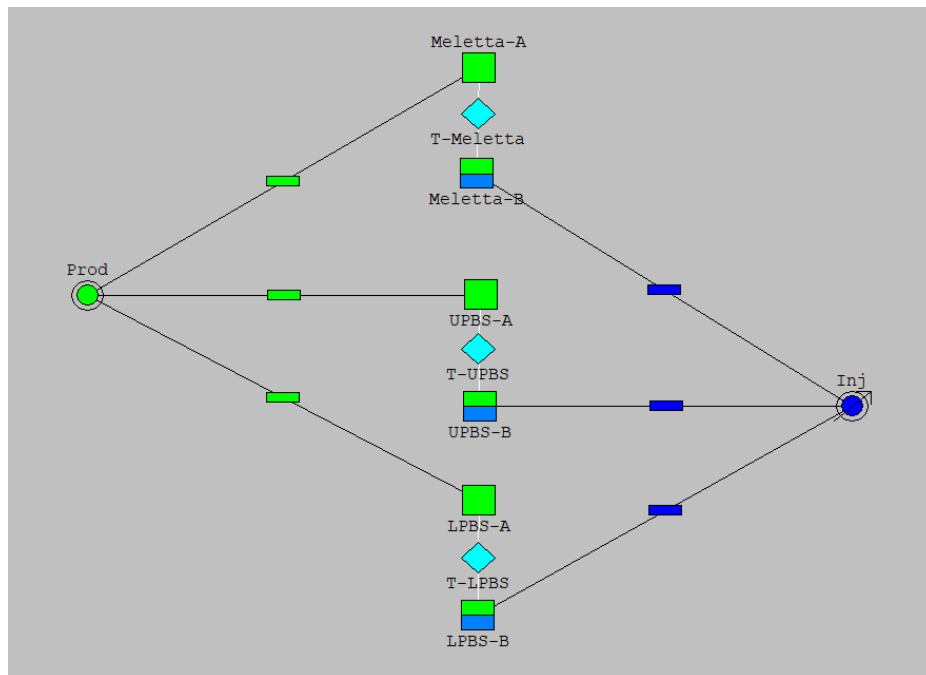 Meletta-A
T-Meletta
Meletta-B
Prod
UPBS-A
T-UPBS
Inj
UPBS-B
LPBS-A
T-LPBS
LPBS-B